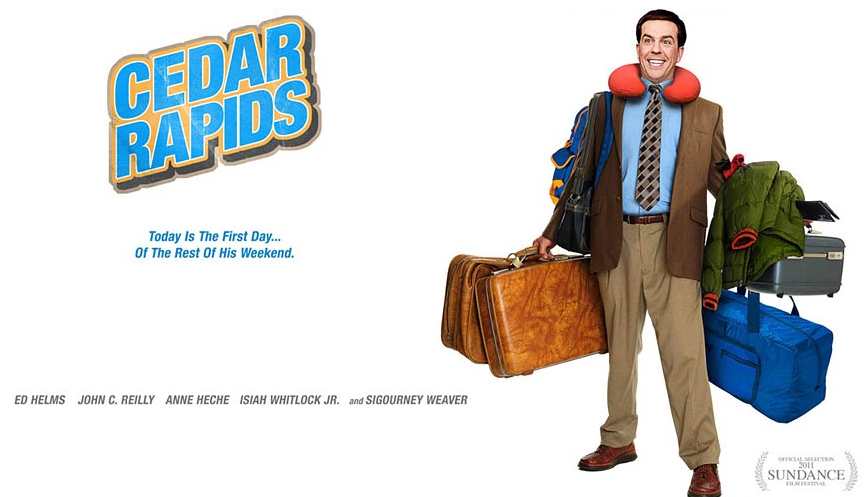 CEDAR
RAPIDS
Today Is The First Day...
Of The Rest Of His Weekend.
ED HELMS JOHN C. REILLY ANNE HECHE ISIAH WHITLOCK JR. and SIGOURNEY WEAVER
OFFICIAL SELECTION
2011
SUNDANCE
FILM FESTIVAL